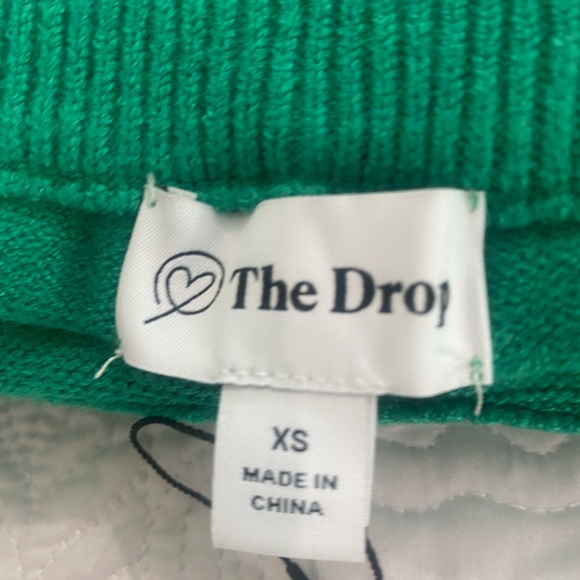 The Drop
XS
MADE IN
CHINA